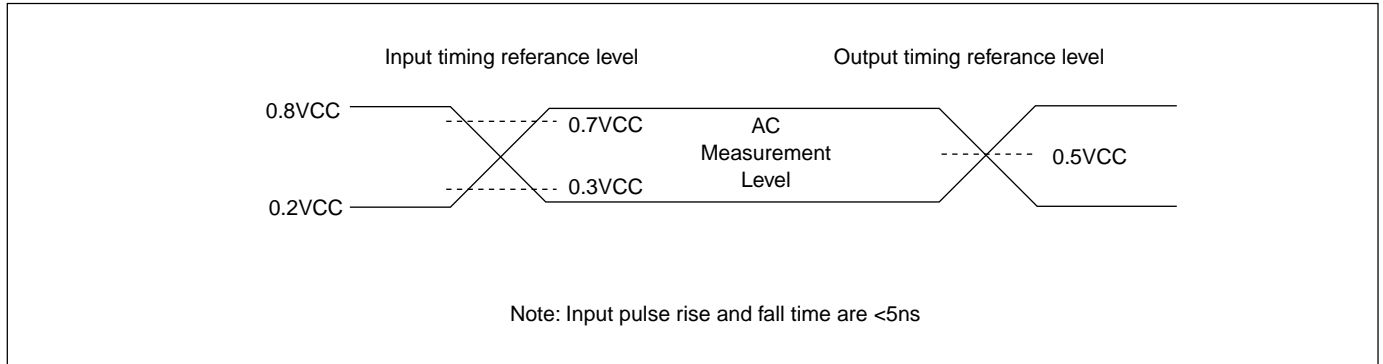 Input timing referance level
Output timing referance level
0.8VCC
0.7VCC
AC
Measurement
Level
0.5VCC
0.3VCC
0.2VCC
Note: Input pulse rise and fall time are <5ns